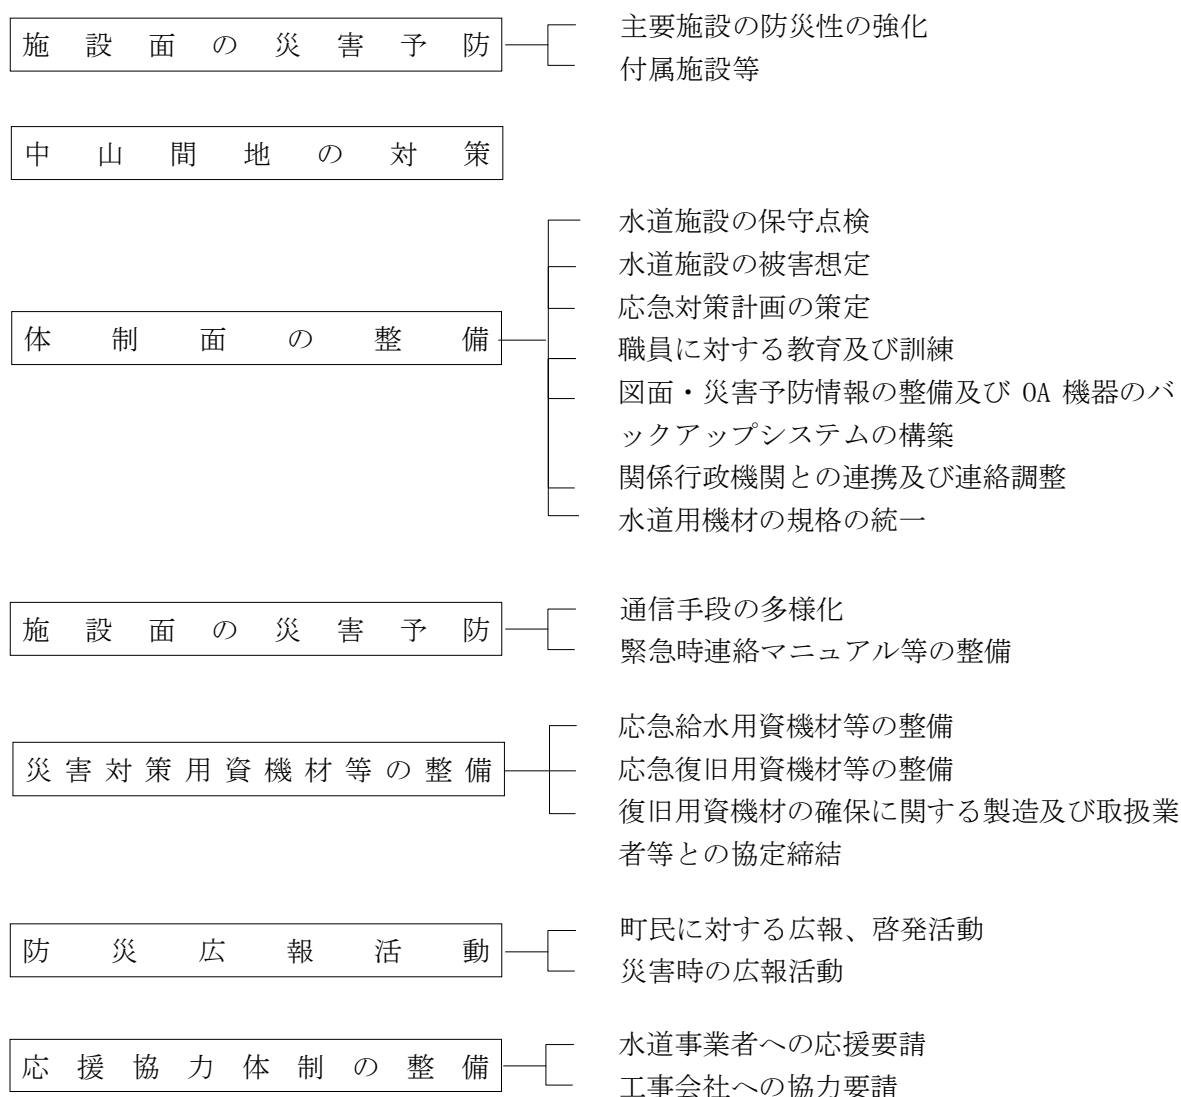 施設面の災害予防
主要施設の防災性の強化
付属施設等
中山間地の対策
水道施設の保守点検
水道施設の被害想定
応急対策計画の策定
体制面の整備
職員に対する教育及び訓練
図面・災害予防情報の整備及び OA 機器のバ
ックアップシステムの構築
関係行政機関との連携及び連絡調整
水道用機材の規格の統一
施設面の災害予防
通信手段の多様化
緊急時連絡マニュアル等の整備
災害対策用資機材等の整備
応急給水用資機材等の整備
応急復旧用資機材等の整備
復旧用資機材の確保に関する製造及び取扱業
者等との協定締結
防災広報活動
町民に対する広報、啓発活動
災害時の広報活動
応援協力体制の整備
水道事業者への応援要請
工事会社への協力要請